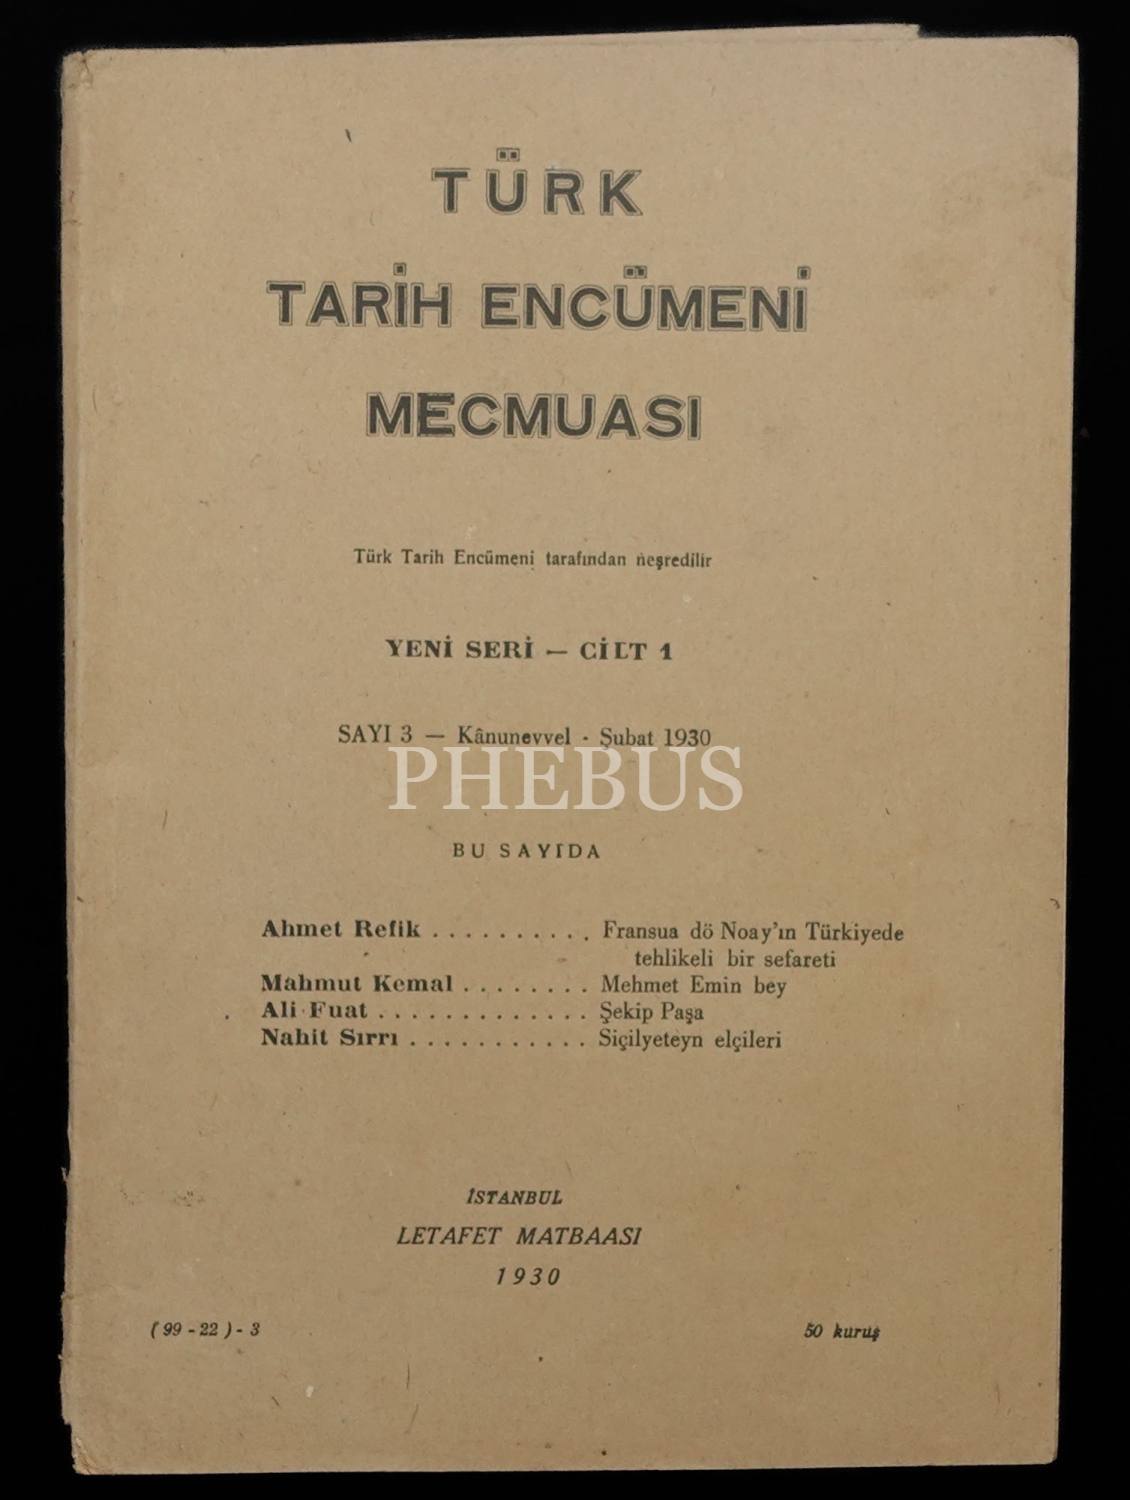 TÜRK
TARİH ENCÜMENİ
MECMUASI
Türk Tarih Encümeni tarafından neşredilir
YENİ SERİ — CİLT 1
SAYI 3 — Kânunevvel - Şubat 1930
PHEBUS
BU SAYIDA
Ahmet Refik . . . . . . . . . . Fransua dö Noay'ın Türkiyede
tehlikeli bir sefareti
Mahmut Kemal . . . . . . . . Mehmet Emin bey
Ali Fuat . . . . . . . . . . . . . Şekip Paşa
Nahit Sırrı . . . . . . . . . . . Siçilyeteyn elçileri
İSTANBUL
LETAFET MATBAASI
1930
(99-22)-3 50 kuruş